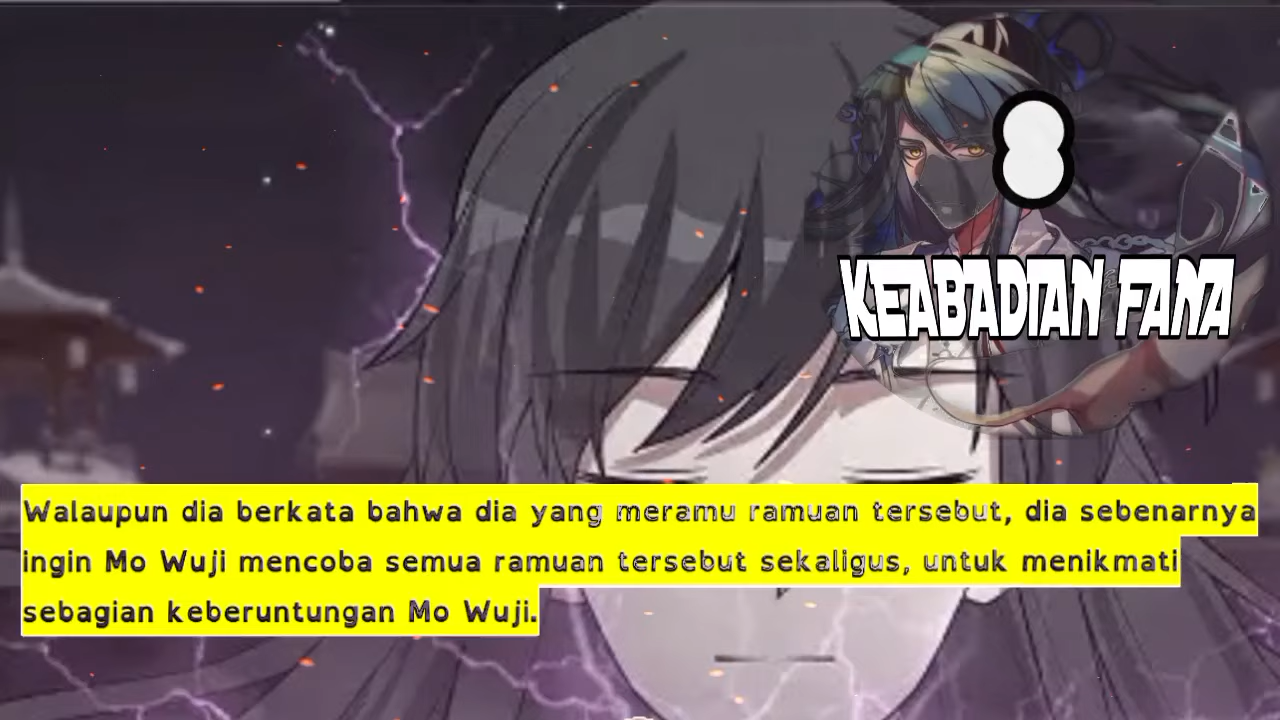 8
KEABADIAN FANA
Walaupun dia berkata bahwa dia yang meramu ramuan tersebut, dia sebenarnya
ingin Mo Wuji mencoba semua ramuan tersebut sekaligus, untuk menikmati
sebagian keberuntungan Mo Wuji.